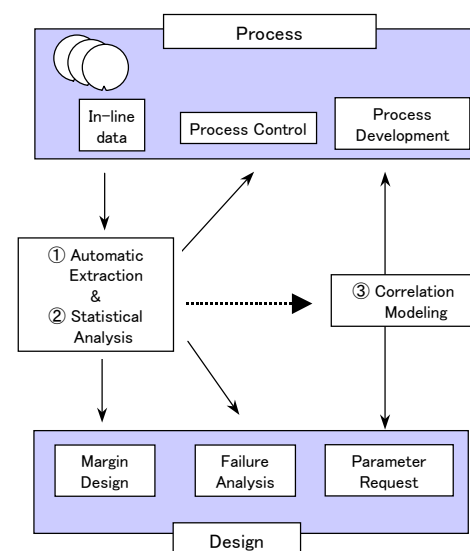 Process
In-line
data
Process Control
Process
Development
① Automatic
Extraction
&
② Statistical
Analysis
③ Correlation
Modeling
Margin
Design
Failure
Analysis
Parameter
Request
Design